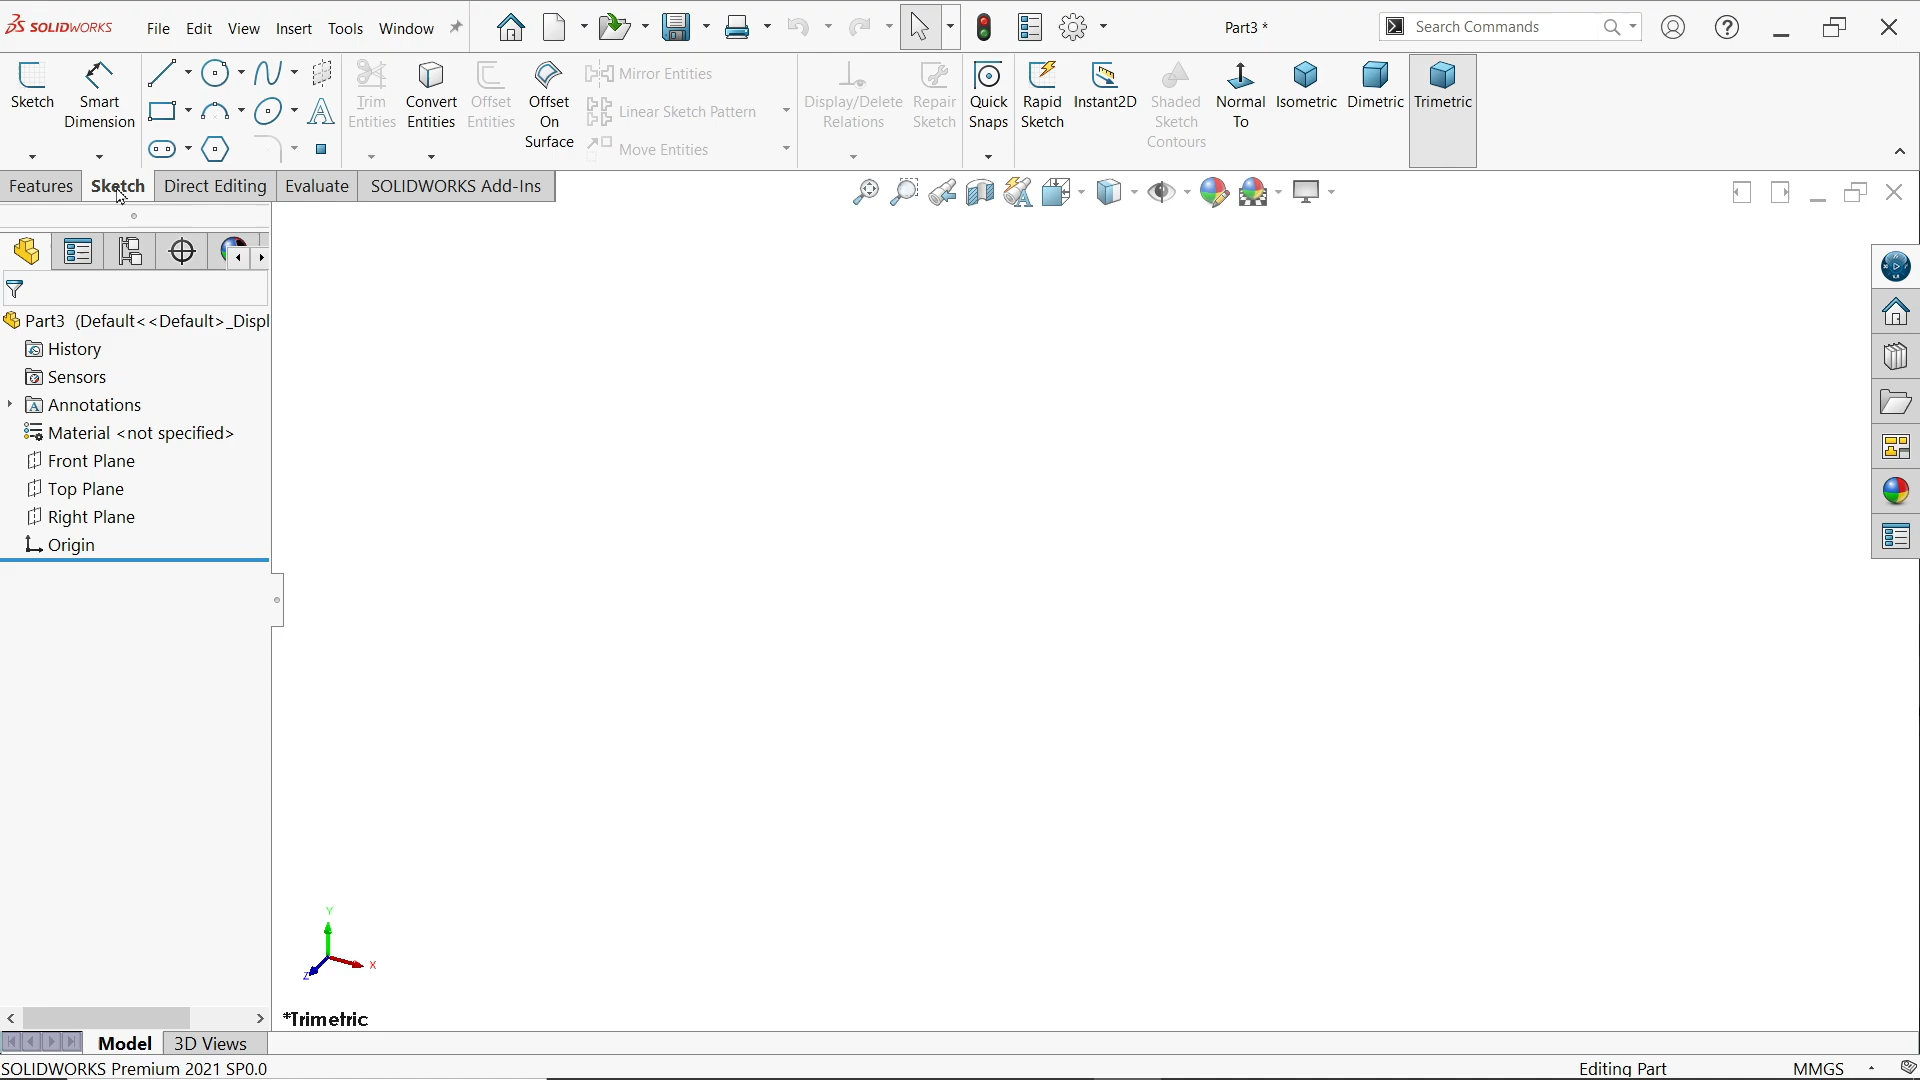 SOLIDWORKS File Edit View Insert Tools Window Part3 * Search Commands
Sketch Smart Dimension
Trim Entities
Convert Entities
Offset Entities
Offset On Surface
Mirror Entities
Linear Sketch Pattern
Move Entities
Display/Delete Relations
Repair Sketch
Quick Snaps
Rapid Sketch
Instant2D
Shaded Sketch Contours
Normal To
Isometric
Dimetric
Trimetric
Features Sketch Direct Editing Evaluate SOLIDWORKS Add-Ins
Part3 (Default<<Default>_Displ
History
Sensors
Annotations
Material <not specified>
Front Plane
Top Plane
Right Plane
Origin
Y
X
Z
*Trimetric
Model 3D Views
SOLIDWORKS Premium 2021 SP0.0 Editing Part MMGS